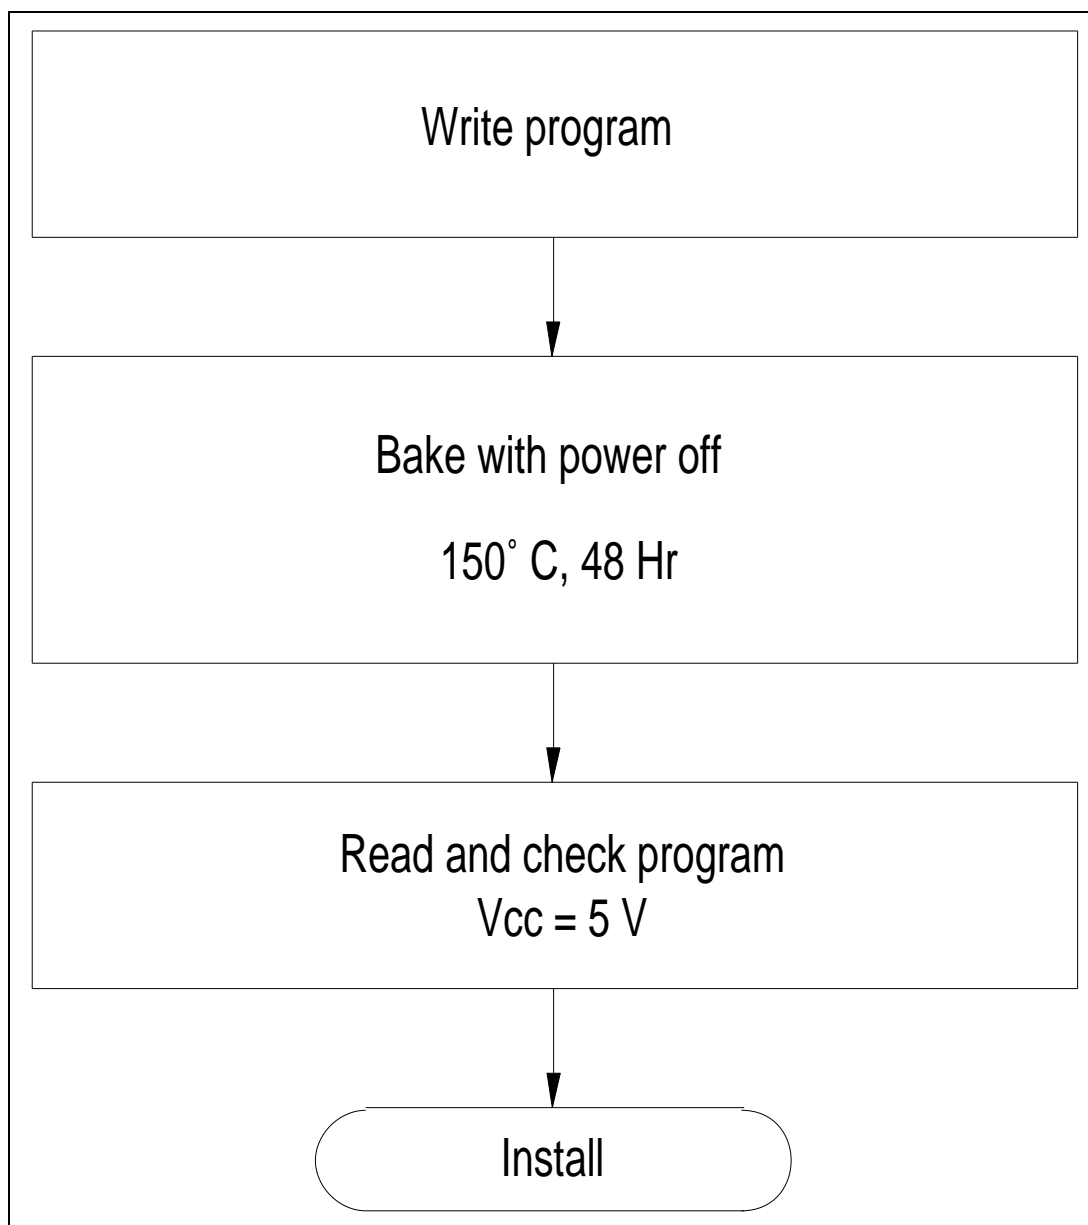 Write program
Bake with power off
150° C, 48 Hr
Read and check program
Vcc = 5 V
Install